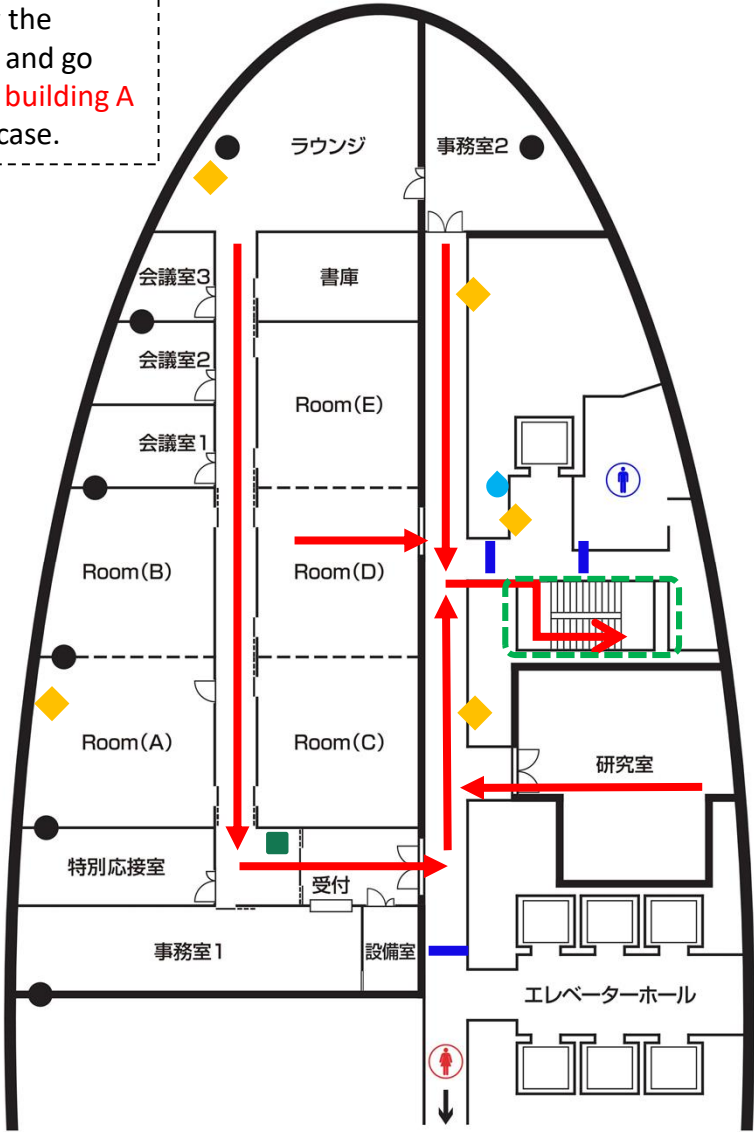 the
and go
building A
case.
ラウンジ
事務室2
会議室3
書庫
会議室2
Room(E)
会議室1
Room(B)
Room(D)
Room(A)
Room(C)
研究室
特別応接室
受付
事務室1
設備室
エレベーターホール